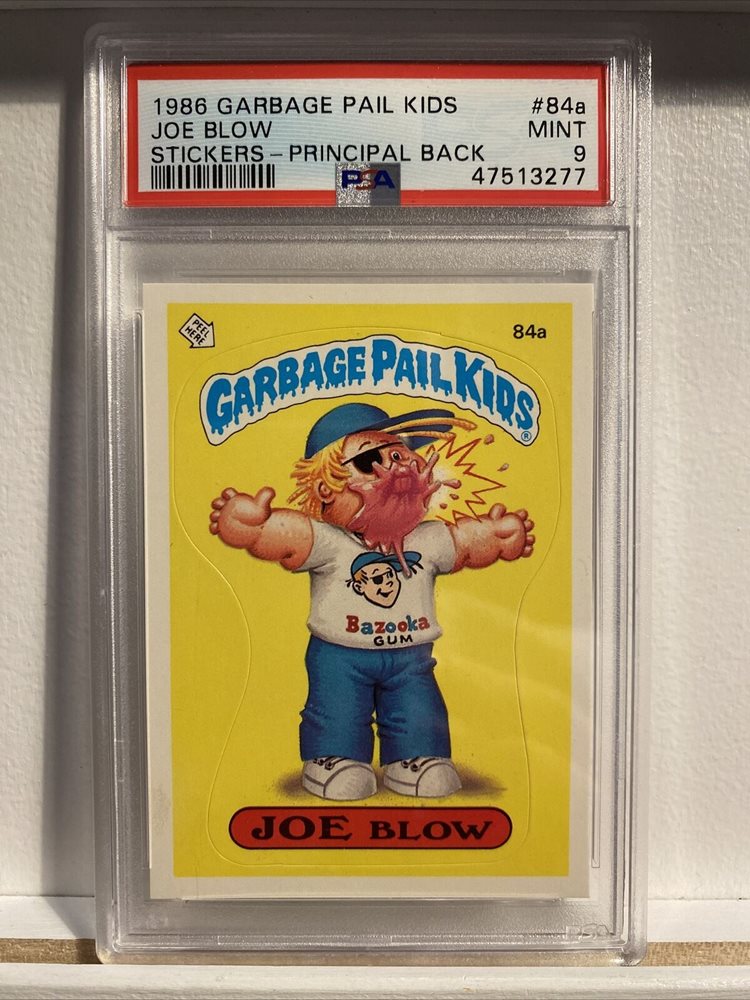 1986 GARBAGE PAIL KIDS #84a
JOE BLOW MINT
STICKERS-PRINCIPAL BACK 9
PSA 47513277
PEEL
HERE
84a
GARBAGE PAIL KIDS®
Bazooka
GUM
JOE BLOW
PSA